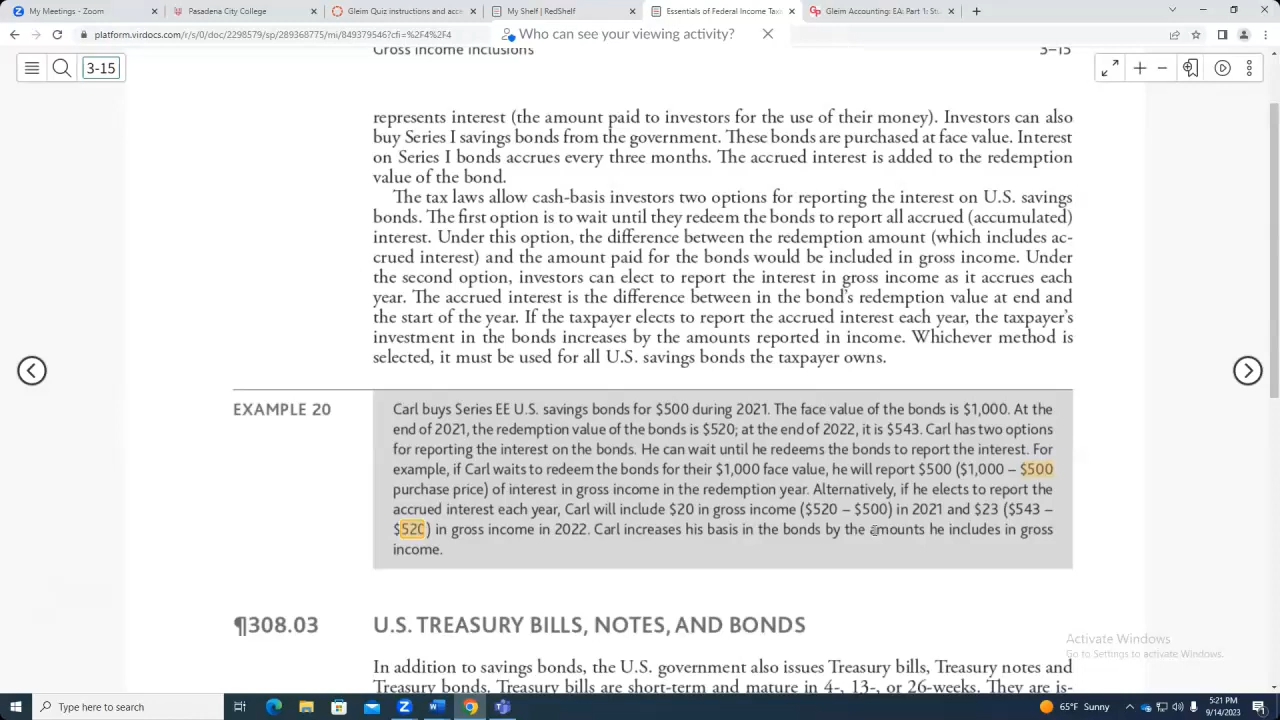 My Meetings - Zoom
Pasadena City College
Gleim Quiz instructions and acce
My Shelf | RedShelf
Essentials of Federal Income Tax
Gleim Accounting: EA: Part 1: Stu
platform.virdocs.com/r/s/0/doc/2298579/sp/289368775/mi/849379546?cfi=%2F4%2F4
Who can see your viewing activity?
3-15
Gross Income Inclusions
3–15
represents interest (the amount paid to investors for the use of their money). Investors can also
buy Series I savings bonds from the government. These bonds are purchased at face value. Interest
on Series I bonds accrues every three months. The accrued interest is added to the redemption
value of the bond.
The tax laws allow cash-basis investors two options for reporting the interest on U.S. savings
bonds. The first option is to wait until they redeem the bonds to report all accrued (accumulated)
interest. Under this option, the difference between the redemption amount (which includes ac-
crued interest) and the amount paid for the bonds would be included in gross income. Under
the second option, investors can elect to report the interest in gross income as it accrues each
year. The accrued interest is the difference between in the bond's redemption value at end and
the start of the year. If the taxpayer elects to report the accrued interest each year, the taxpayer's
investment in the bonds increases by the amounts reported in income. Whichever method is
selected, it must be used for all U.S. savings bonds the taxpayer owns.
EXAMPLE 20
Carl buys Series EE U.S. savings bonds for $500 during 2021. The face value of the bonds is $1,000. At the
end of 2021, the redemption value of the bonds is $520; at the end of 2022, it is $543. Carl has two options
for reporting the interest on the bonds. He can wait until he redeems the bonds to report the interest. For
example, if Carl waits to redeem the bonds for their $1,000 face value, he will report $500 ($1,000 – $500
purchase price) of interest in gross income in the redemption year. Alternatively, if he elects to report the
accrued interest each year, Carl will include $20 in gross income ($520 – $500) in 2021 and $23 ($543 –
$520) in gross income in 2022. Carl increases his basis in the bonds by the amounts he includes in gross
income.
¶308.03 U.S. TREASURY BILLS, NOTES, AND BONDS
In addition to savings bonds, the U.S. government also issues Treasury bills, Treasury notes and
Treasury bonds. Treasury bills are short-term and mature in 4-, 13-, or 26-weeks. They are is-
Activate Windows
Go to Settings to activate Windows.
Type here to search
65°F Sunny
5:21 PM
9/14/2023